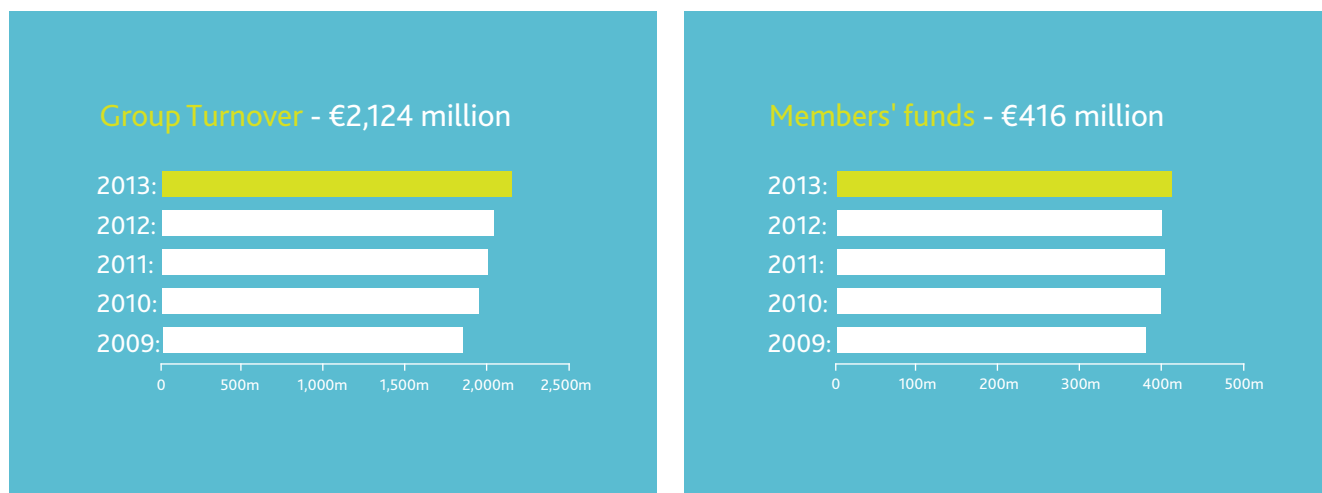 Group Turnover - €2,124 million
2013:
2012:
2011:
2010:
2009:
0 500m 1,000m 1,500m 2,000m 2,500m
Members' funds - €416 million
2013:
2012:
2011:
2010:
2009:
0 100m 200m 300m 400m 500m